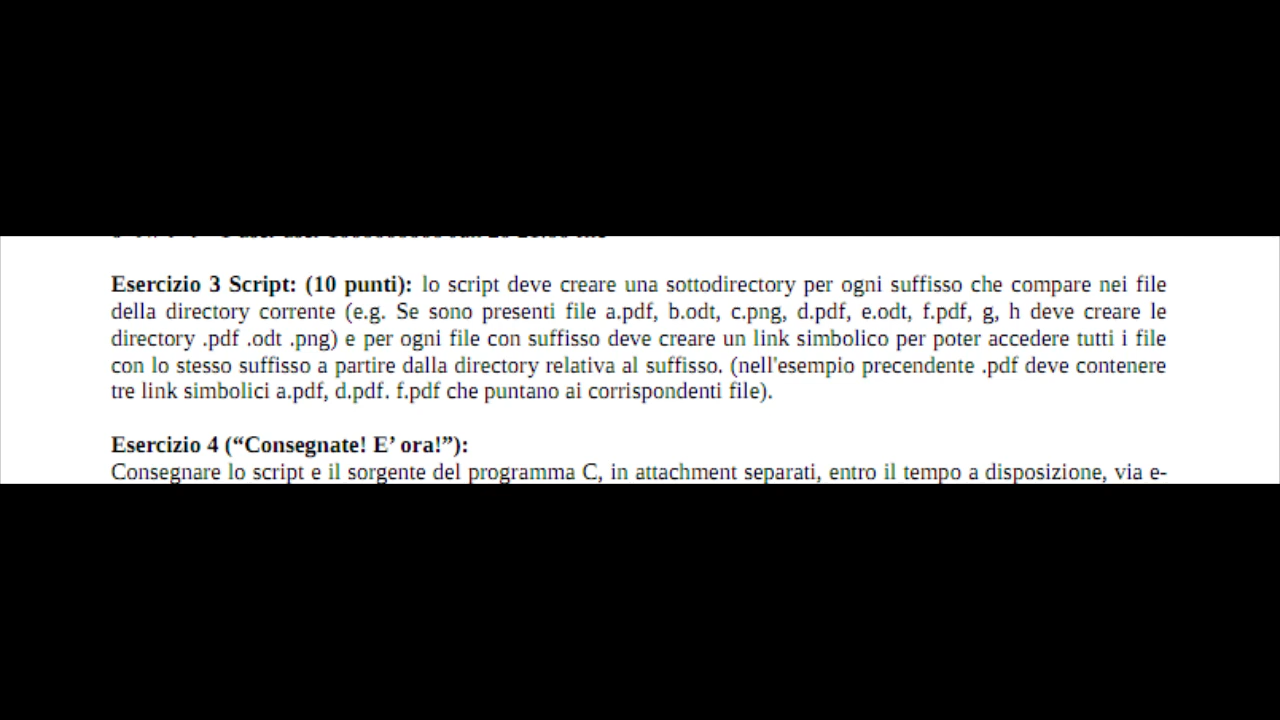 Esercizio 3 Script: (10 punti): lo script deve creare una sottodirectory per ogni suffisso che compare nei file
della directory corrente (e.g. Se sono presenti file a.pdf, b.odt, c.png, d.pdf, e.odt, f.pdf, g, h deve creare le
directory .pdf .odt .png) e per ogni file con suffisso deve creare un link simbolico per poter accedere tutti i file
con lo stesso suffisso a partire dalla directory relativa al suffisso. (nell'esempio precendente .pdf deve contenere
tre link simbolici a.pdf, d.pdf. f.pdf che puntano ai corrispondenti file).
Esercizio 4 (“Consegnate! E’ ora!”):
Consegnare lo script e il sorgente del programma C, in attachment separati, entro il tempo a disposizione, via e-